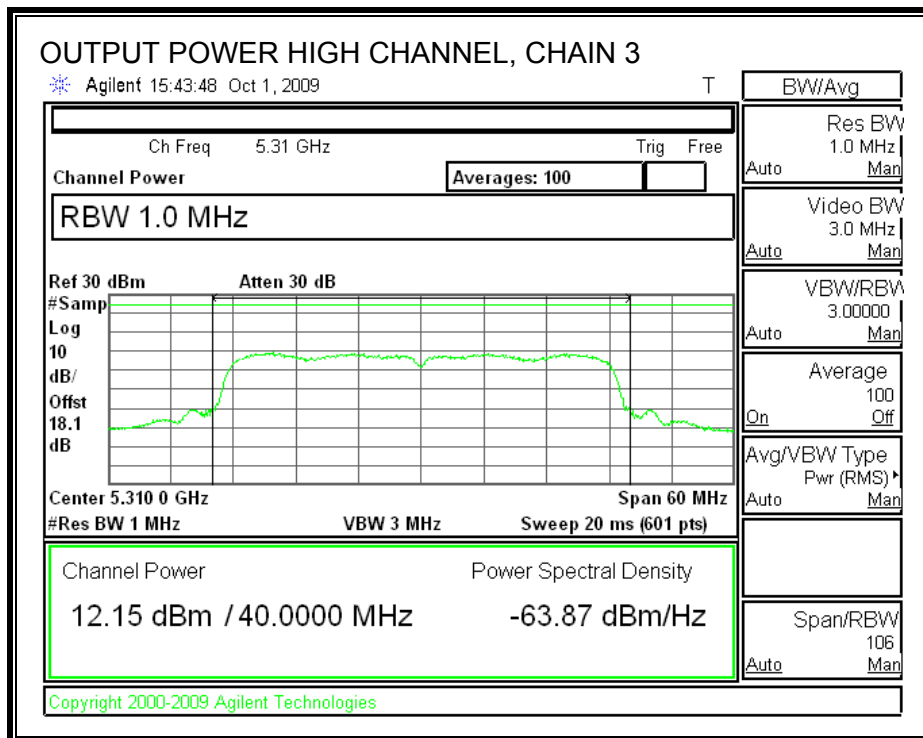 OUTPUT POWER HIGH CHANNEL, CHAIN 3
Agilent 15:43:48 Oct 1, 2009 T
Ch Freq 5.31 GHz Trig Free
Channel Power Averages: 100
RBW 1.0 MHz
Ref 30 dBm Atten 30 dB
#Samp
Log
10
dB/
Offst
18.1
dB
Center 5.310 0 GHz Span 60 MHz
#Res BW 1 MHz VBW 3 MHz Sweep 20 ms (601 pts)
Channel Power Power Spectral Density
12.15 dBm / 40.0000 MHz -63.87 dBm/Hz
Copyright 2000-2009 Agilent Technologies
BW/Avg
Res BW
1.0 MHz
Auto Man
Video BW
3.0 MHz
Auto Man
VBW/RBW
3.00000
Auto Man
Average
100
On Off
Avg/VBW Type
Pwr (RMS)
Auto Man
Span/RBW
106
Auto Man